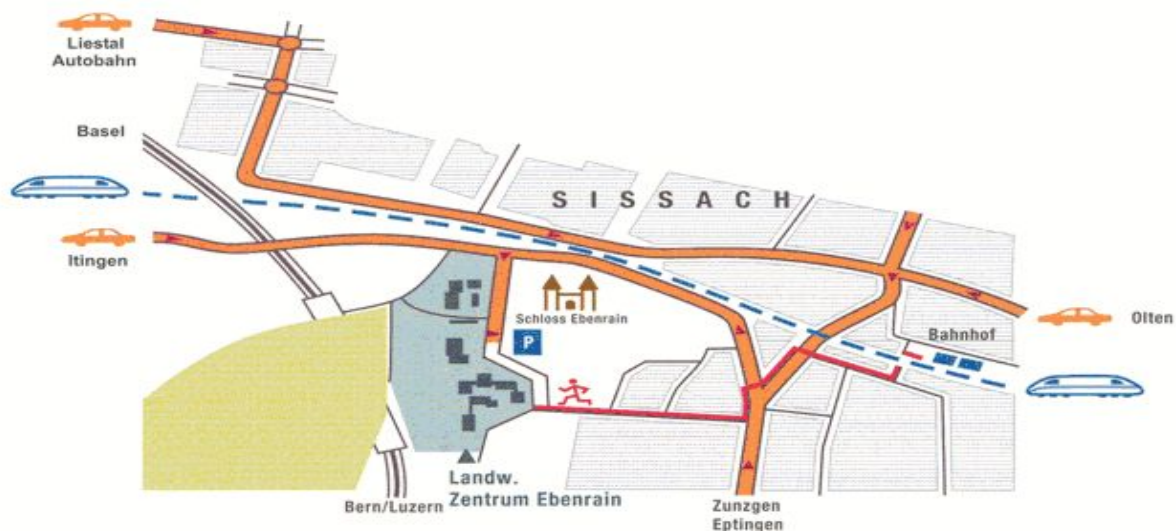 Liestal
Autobahn
Basel
SISSACH
Itingen
Schloss Ebenrain
P
Bahnhof
Olten
Landw.
Zentrum Ebenrain
Bern/Luzern
Zunzgen
Eptingen